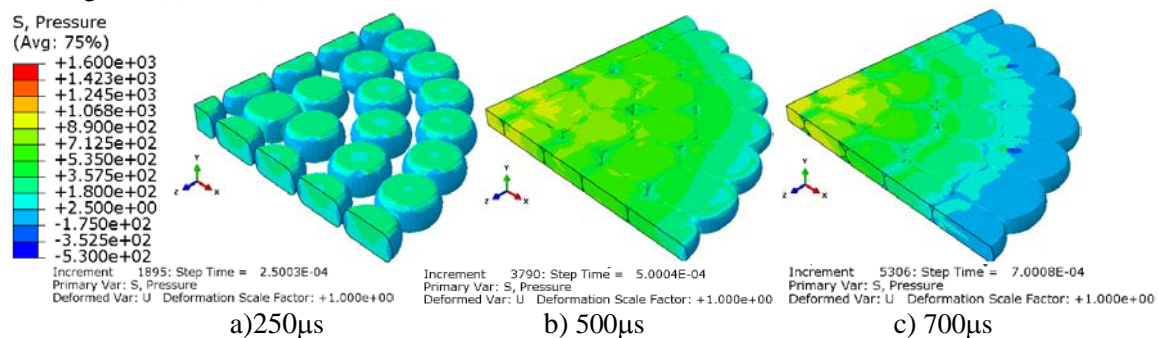 S, Pressure
(Avg: 75%)
+1.600e+03
+1.423e+03
+1.245e+03
+1.068e+03
+8.900e+02
+7.125e+02
+5.350e+02
+3.575e+02
+1.800e+02
+2.500e+00
-1.750e+02
-3.525e+02
-5.300e+02
Y
Z X
Y
Z X
Y
Z X
Increment 1895: Step Time = 2.5003E-04
Primary Var: S, Pressure
Deformed Var: U Deformation Scale Factor: +1.000e+00
Increment 3790: Step Time = 5.0004E-04
Primary Var: S, Pressure
Deformed Var: U Deformation Scale Factor: +1.000e+00
Increment 5306: Step Time = 7.0008E-04
Primary Var: S, Pressure
Deformed Var: U Deformation Scale Factor: +1.000e+00
a)250μs
b) 500μs
c) 700μs